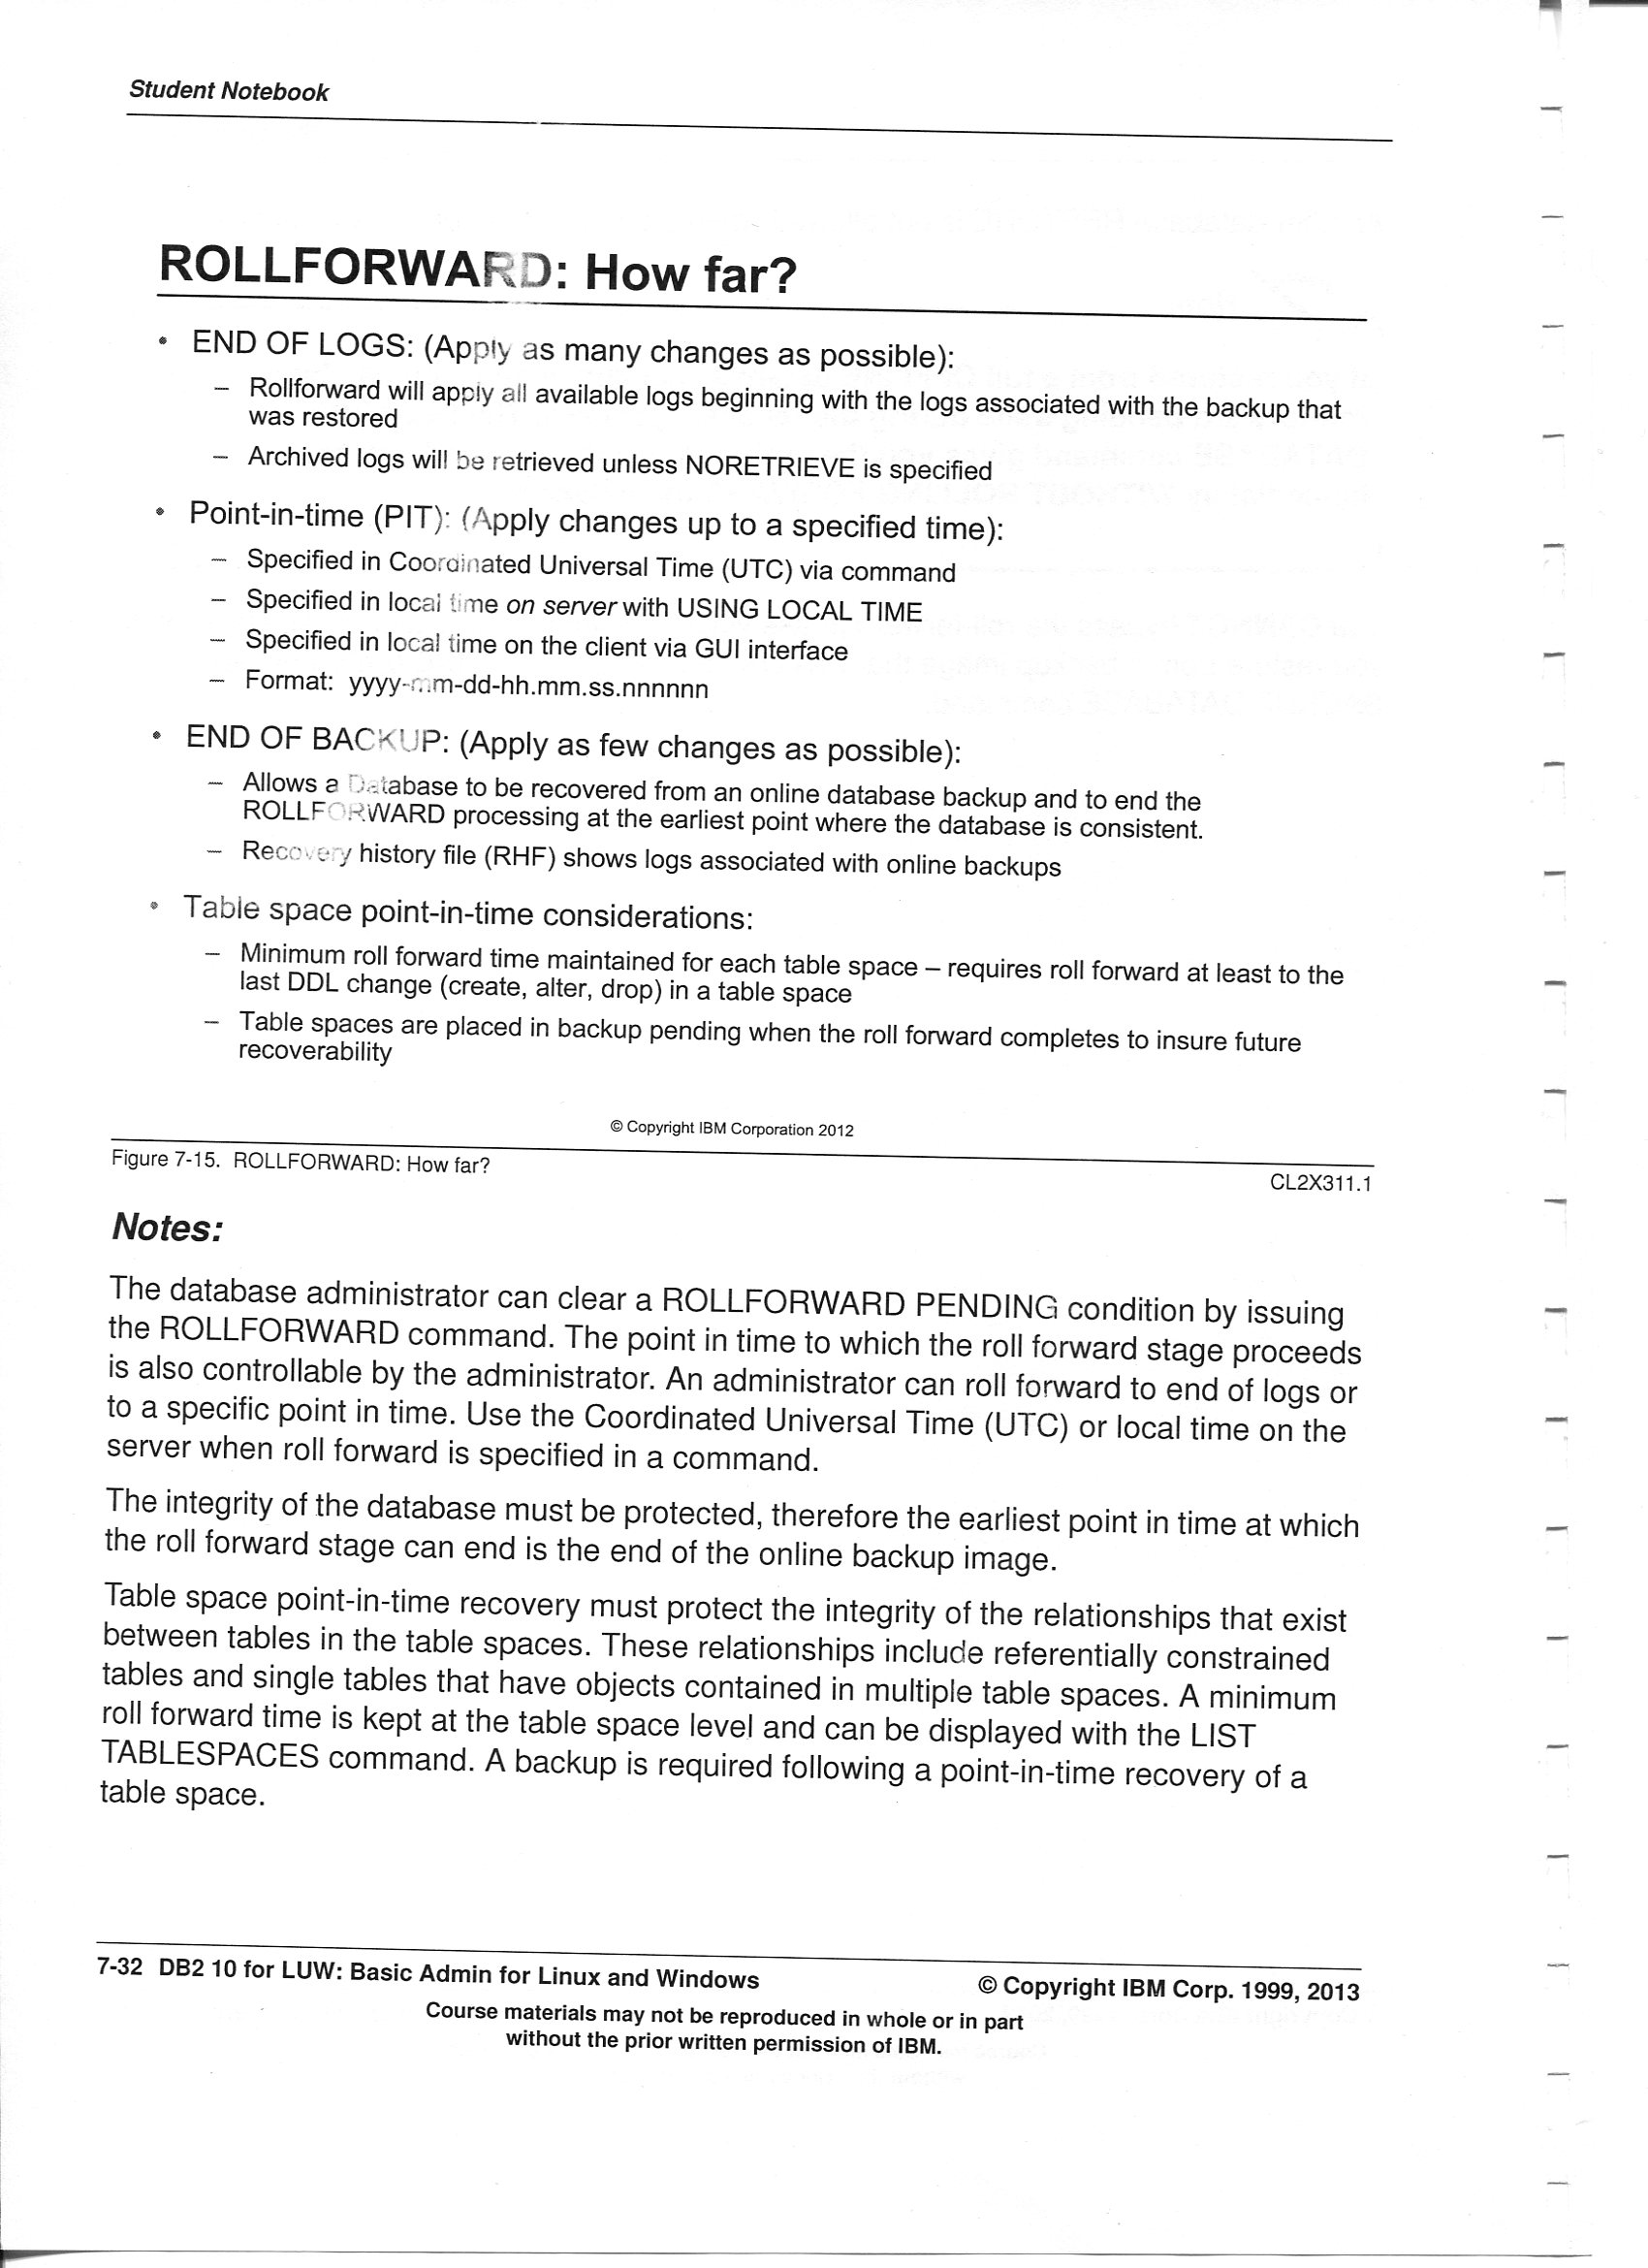 Student Notebook
ROLLFORWARD: How far?
• END OF LOGS: (Apply as many changes as possible):
– Rollforward will apply all available logs beginning with the logs associated with the backup that
was restored
– Archived logs will be retrieved unless NORETRIEVE is specified
• Point-in-time (PIT): (Apply changes up to a specified time):
– Specified in Coordinated Universal Time (UTC) via command
– Specified in local time on server with USING LOCAL TIME
– Specified in local time on the client via GUI interface
– Format: yyyy-mm-dd-hh.mm.ss.nnnnnn
• END OF BACKUP: (Apply as few changes as possible):
– Allows a Database to be recovered from an online database backup and to end the
ROLLFORWARD processing at the earliest point where the database is consistent.
– Recovery history file (RHF) shows logs associated with online backups
• Table space point-in-time considerations:
– Minimum roll forward time maintained for each table space – requires roll forward at least to the
last DDL change (create, alter, drop) in a table space
– Table spaces are placed in backup pending when the roll forward completes to insure future
recoverability
© Copyright IBM Corporation 2012
Figure 7-15. ROLLFORWARD: How far?
CL2X311.1
Notes:
The database administrator can clear a ROLLFORWARD PENDING condition by issuing
the ROLLFORWARD command. The point in time to which the roll forward stage proceeds
is also controllable by the administrator. An administrator can roll forward to end of logs or
to a specific point in time. Use the Coordinated Universal Time (UTC) or local time on the
server when roll forward is specified in a command.
The integrity of the database must be protected, therefore the earliest point in time at which
the roll forward stage can end is the end of the online backup image.
Table space point-in-time recovery must protect the integrity of the relationships that exist
between tables in the table spaces. These relationships include referentially constrained
tables and single tables that have objects contained in multiple table spaces. A minimum
roll forward time is kept at the table space level and can be displayed with the LIST
TABLESPACES command. A backup is required following a point-in-time recovery of a
table space.
7-32 DB2 10 for LUW: Basic Admin for Linux and Windows
© Copyright IBM Corp. 1999, 2013
Course materials may not be reproduced in whole or in part
without the prior written permission of IBM.